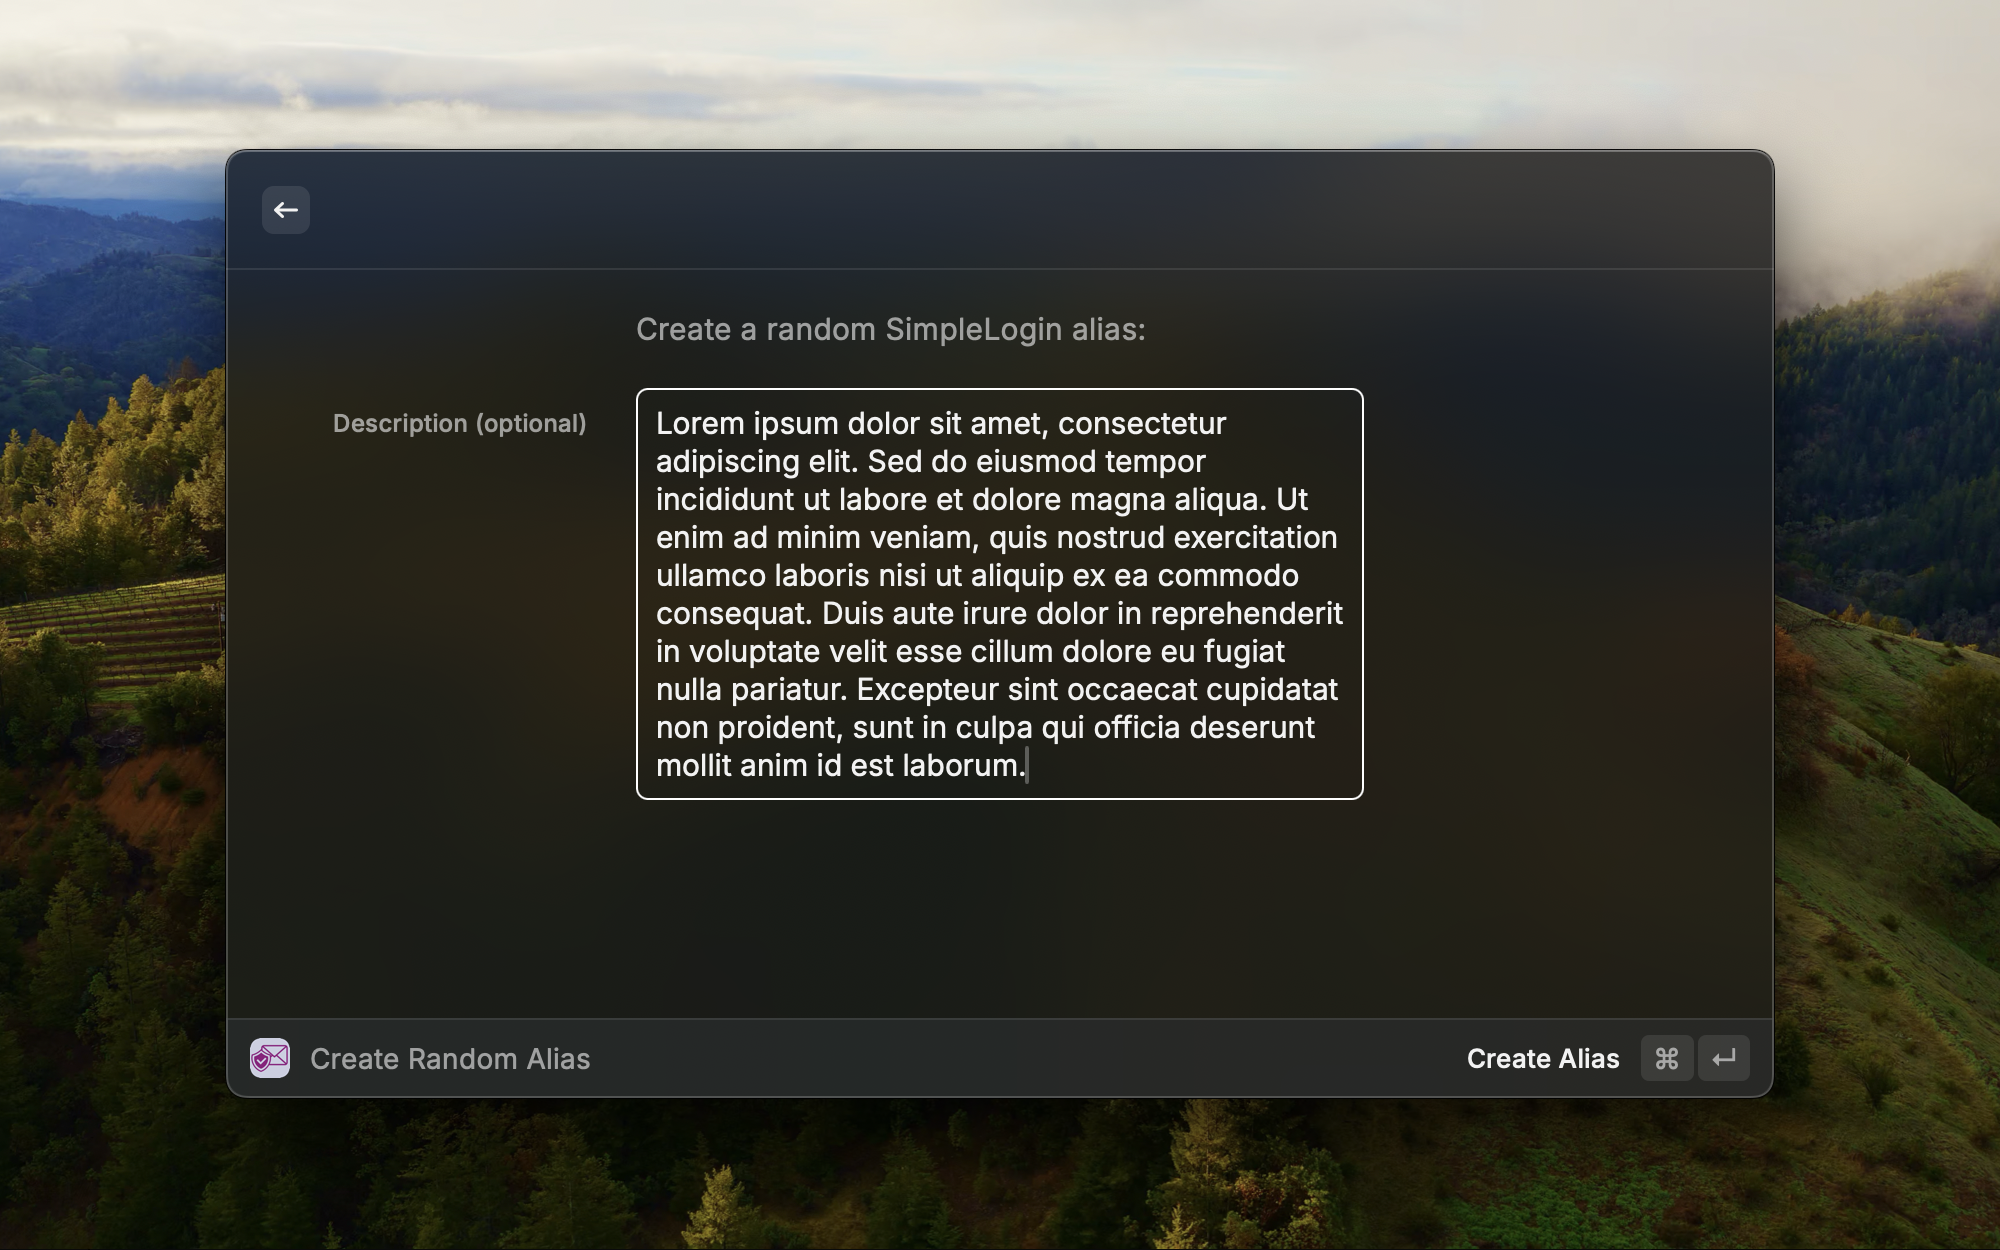 Create a random SimpleLogin alias:
Description (optional)
Lorem ipsum dolor sit amet, consectetur
adipiscing elit. Sed do eiusmod tempor
incididunt ut labore et dolore magna aliqua. Ut
enim ad minim veniam, quis nostrud exercitation
ullamco laboris nisi ut aliquip ex ea commodo
consequat. Duis aute irure dolor in reprehenderit
in voluptate velit esse cillum dolore eu fugiat
nulla pariatur. Excepteur sint occaecat cupidatat
non proident, sunt in culpa qui officia deserunt
mollit anim id est laborum.
Create Random Alias
Create Alias ⌘ ↵